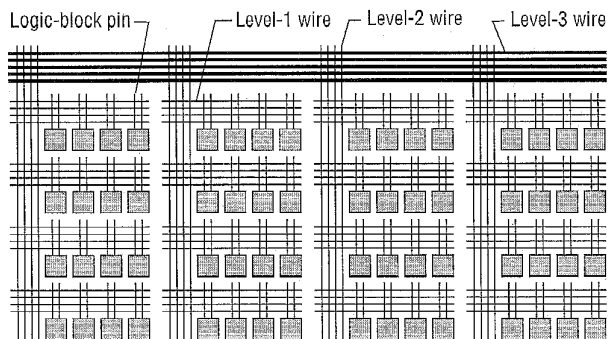 Logic-block pin
Level-1 wire
Level-2 wire
Level-3 wire